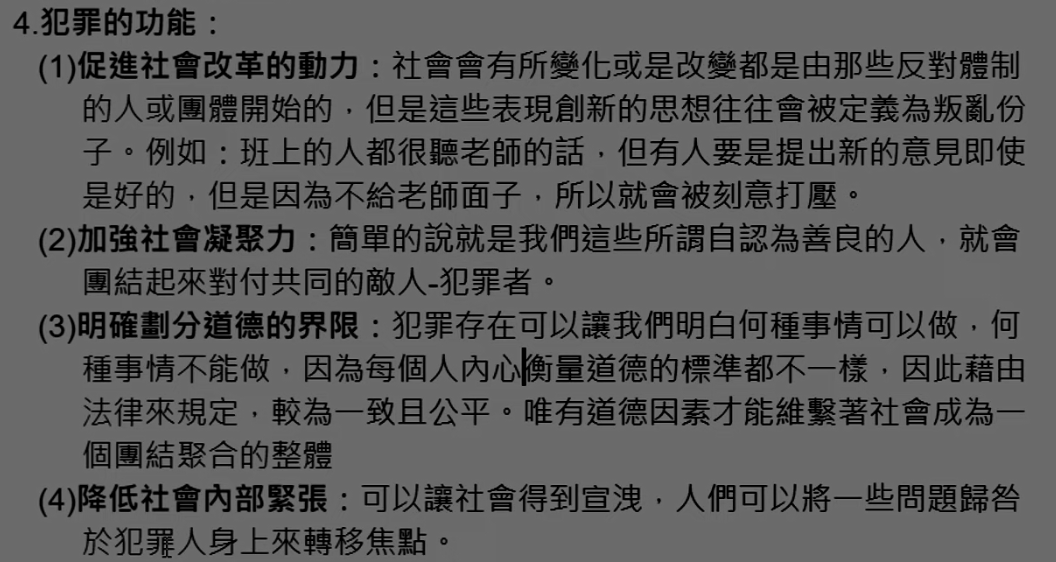 4.犯罪的功能：
(1)促進社會改革的動力：社會會有所變化或是改變都是由那些反對體制
的人或團體開始的，但是這些表現創新的思想往往會被定義為叛亂份
子。例如：班上的人都很聽老師的話，但有人要是提出新的意見即使
是好的，但是因為不給老師面子，所以就會被刻意打壓。
(2)加強社會凝聚力：簡單的說就是我們這些所謂自認為善良的人，就會
團結起來對付共同的敵人-犯罪者。
(3)明確劃分道德的界限：犯罪存在可以讓我們明白何種事情可以做，何
種事情不能做，因為每個人內心衡量道德的標準都不一樣，因此藉由
法律來規定，較為一致且公平。唯有道德因素才能維繫著社會成為一
個團結聚合的整體
(4)降低社會內部緊張：可以讓社會得到宣洩，人們可以將一些問題歸咎
於犯罪人身上來轉移焦點。